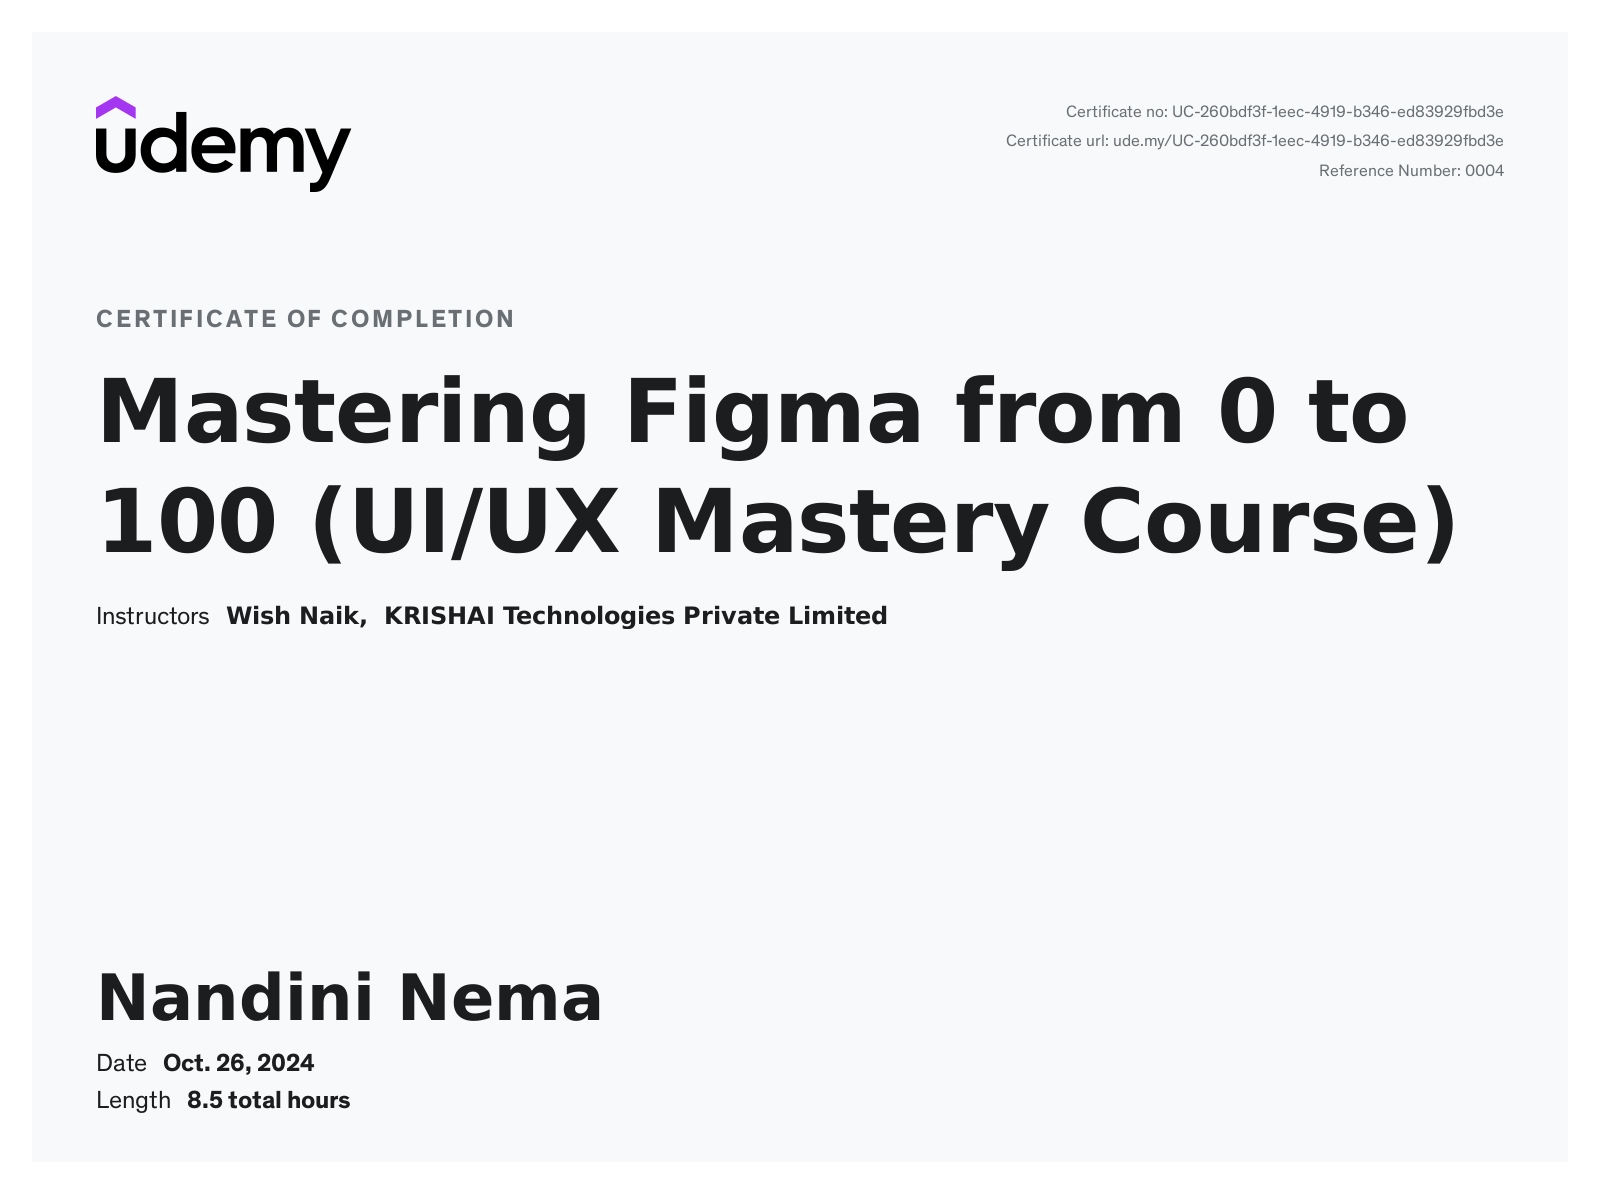 udemy
Certificate no: UC-260bdf3f-1eec-4919-b346-ed83929fbd3e
Certificate url: ude.my/UC-260bdf3f-1eec-4919-b346-ed83929fbd3e
Reference Number: 0004
CERTIFICATE OF COMPLETION
Mastering Figma from 0 to
100 (UI/UX Mastery Course)
Instructors Wish Naik, KRISHAI Technologies Private Limited
Nandini Nema
Date Oct. 26, 2024
Length 8.5 total hours